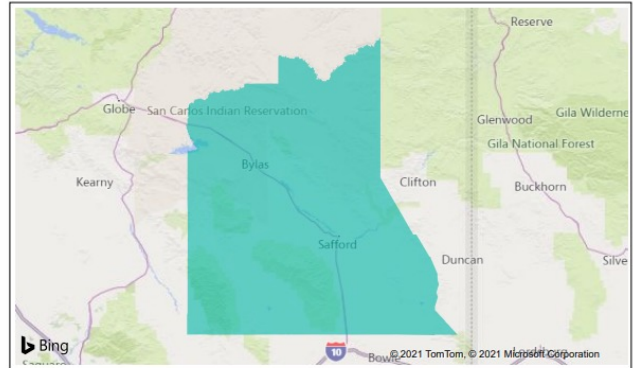 Reserve
Globe
San Carlos Indian Reservation
Glenwood
Gila Wilderne
Gila National Forest
Bylas
Kearny
Clifton
Buckhorn
Safford
Duncan
Silve
Bing
10
Bowie
Lordsburg
© 2021 TomTom, © 2021 Microsoft Corporation